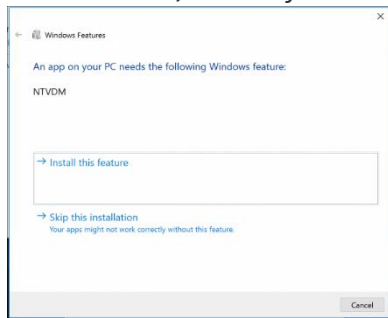 Windows Features
An app on your PC needs the following Windows feature:
NTVDM
Install this feature
Skip this installation
Your apps might not work correctly without this feature.
Cancel